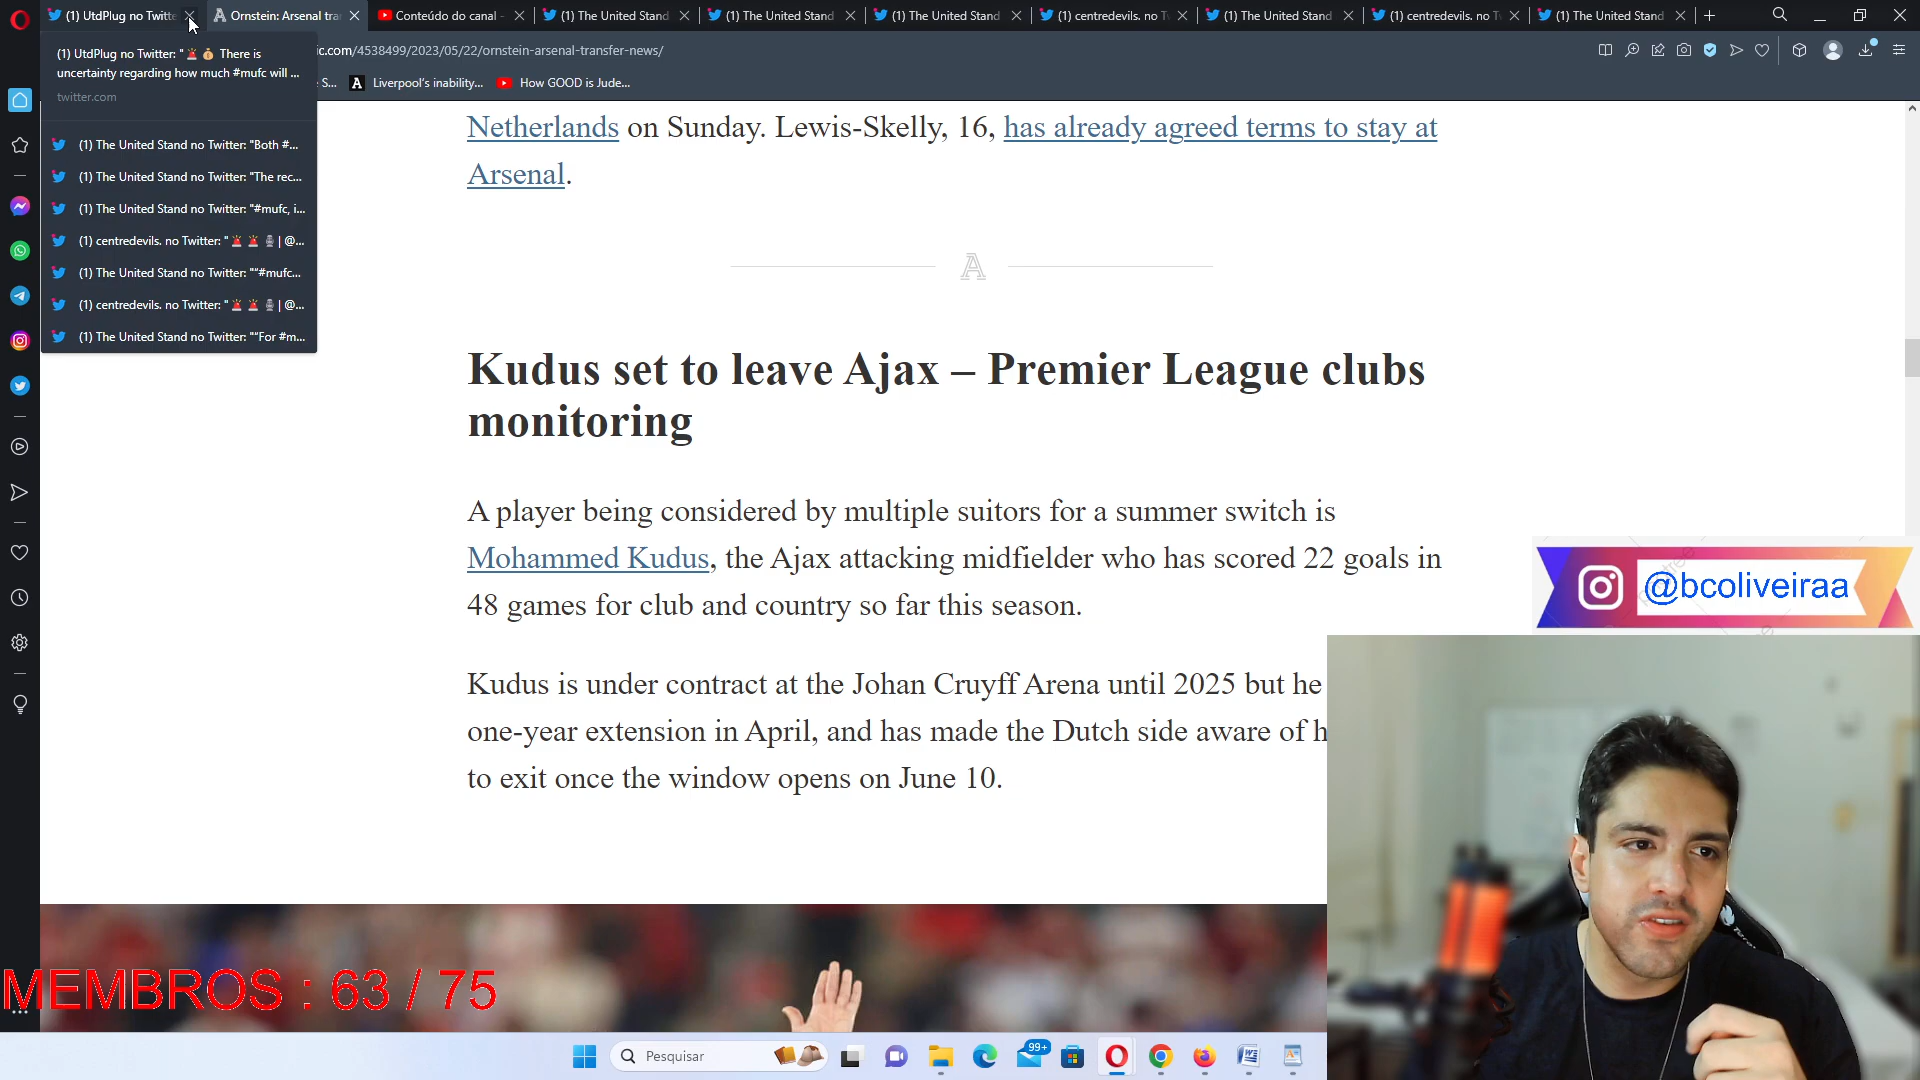 (1) UtdPlug no Twitte
Ornstein: Arsenal tra
Conteúdo do canal -
(1) The United Stand
(1) The United Stand
(1) The United Stand
(1) centredevils. no T
(1) The United Stand
(1) centredevils. no T
(1) The United Stand
ic.com/4538499/2023/05/22/ornstein-arsenal-transfer-news/
S...
Liverpool's inability...
How GOOD is Jude...
(1) UtdPlug no Twitter: "🚨 💰 There is
uncertainty regarding how much #mufc will ...
twitter.com
(1) The United Stand no Twitter: "Both #...
(1) The United Stand no Twitter: "The rec...
(1) The United Stand no Twitter: "#mufc, i...
(1) centredevils. no Twitter: "🚨 🚨 🎙️ | @...
(1) The United Stand no Twitter: ""#mufc...
(1) centredevils. no Twitter: "🚨 🚨 🎙️ | @...
(1) The United Stand no Twitter: ""For #m...
Netherlands on Sunday. Lewis-Skelly, 16, has already agreed terms to stay at
Arsenal.
Kudus set to leave Ajax – Premier League clubs
monitoring
A player being considered by multiple suitors for a summer switch is
Mohammed Kudus, the Ajax attacking midfielder who has scored 22 goals in
48 games for club and country so far this season.
Kudus is under contract at the Johan Cruyff Arena until 2025 but he
one-year extension in April, and has made the Dutch side aware of h
to exit once the window opens on June 10.
@bcoliveiraa
MEMBROS : 63 / 75
Pesquisar
99+